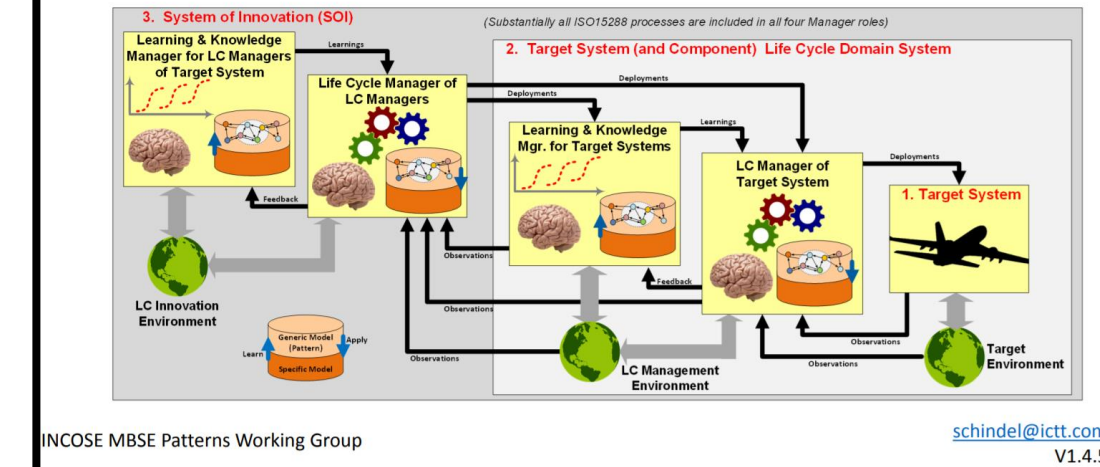 3. System of Innovation (SOI)
(Substantially all ISO15288 processes are included in all four Manager roles)
Learning & Knowledge
Manager for LC Managers
of Target System
Learnings
2. Target System (and Component) Life Cycle Domain System
Life Cycle Manager of
LC Managers
Deployments
Deployments
Learning & Knowledge
Mgr. for Target Systems
Learnings
LC Manager of
Target System
Deployments
1. Target System
Feedback
Observations
Feedback
LC Innovation
Environment
Observations
Generic Model
(Pattern)
Learn
Apply
Specific Model
Observations
LC Management
Environment
Observations
Observations
Target
Environment
INCOSE MBSE Patterns Working Group
schindel@ictt.com
V1.4.5